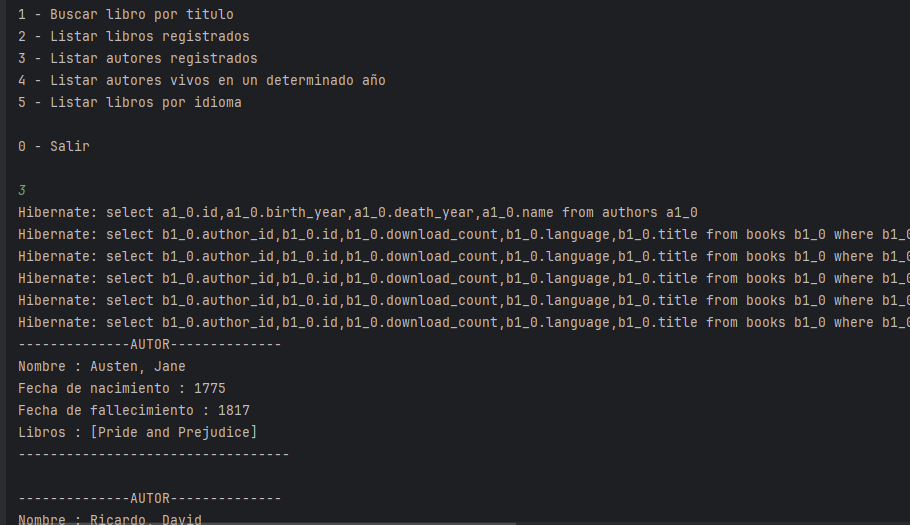 1 - Buscar libro por titulo
2 - Listar libros registrados
3 - Listar autores registrados
4 - Listar autores vivos en un determinado año
5 - Listar libros por idioma
0 - Salir
3
Hibernate: select a1_0.id,a1_0.birth_year,a1_0.death_year,a1_0.name from authors a1_0
Hibernate: select b1_0.author_id,b1_0.id,b1_0.download_count,b1_0.language,b1_0.title from books b1_0 where b1_0
Hibernate: select b1_0.author_id,b1_0.id,b1_0.download_count,b1_0.language,b1_0.title from books b1_0 where b1_0
Hibernate: select b1_0.author_id,b1_0.id,b1_0.download_count,b1_0.language,b1_0.title from books b1_0 where b1_0
Hibernate: select b1_0.author_id,b1_0.id,b1_0.download_count,b1_0.language,b1_0.title from books b1_0 where b1_0
Hibernate: select b1_0.author_id,b1_0.id,b1_0.download_count,b1_0.language,b1_0.title from books b1_0 where b1_0
--------------AUTOR--------------
Nombre : Austen, Jane
Fecha de nacimiento : 1775
Fecha de fallecimiento : 1817
Libros : [Pride and Prejudice]
----------------------------------
--------------AUTOR--------------
Nombre : Ricardo, David